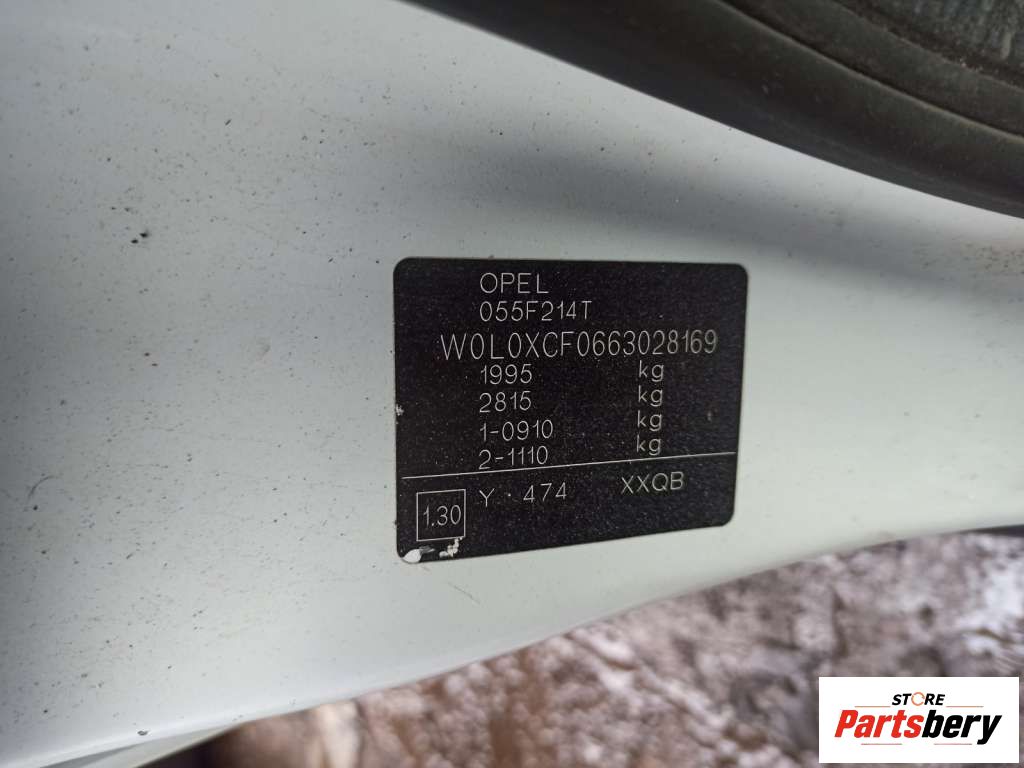 OPEL
055F214T
W0L0XCF0663028169
1995 kg
2815 kg
1-0910 kg
2-1110 kg
1.30 Y · 474 XXQB
STORE
Partsbery